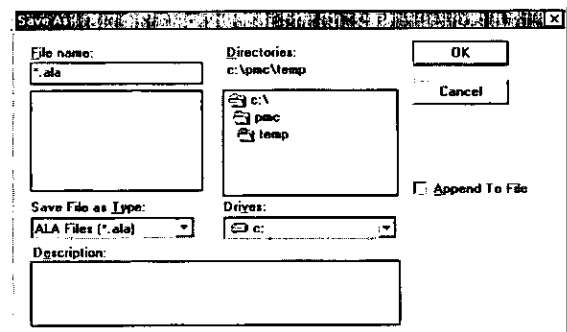 Save As
File name:
*.ala
Directories:
c:\pmc\temp
OK
Cancel
c:\
pmc
temp
Append To File
Save File as Type:
ALA Files (*.ala)
Drives:
c:
Description: